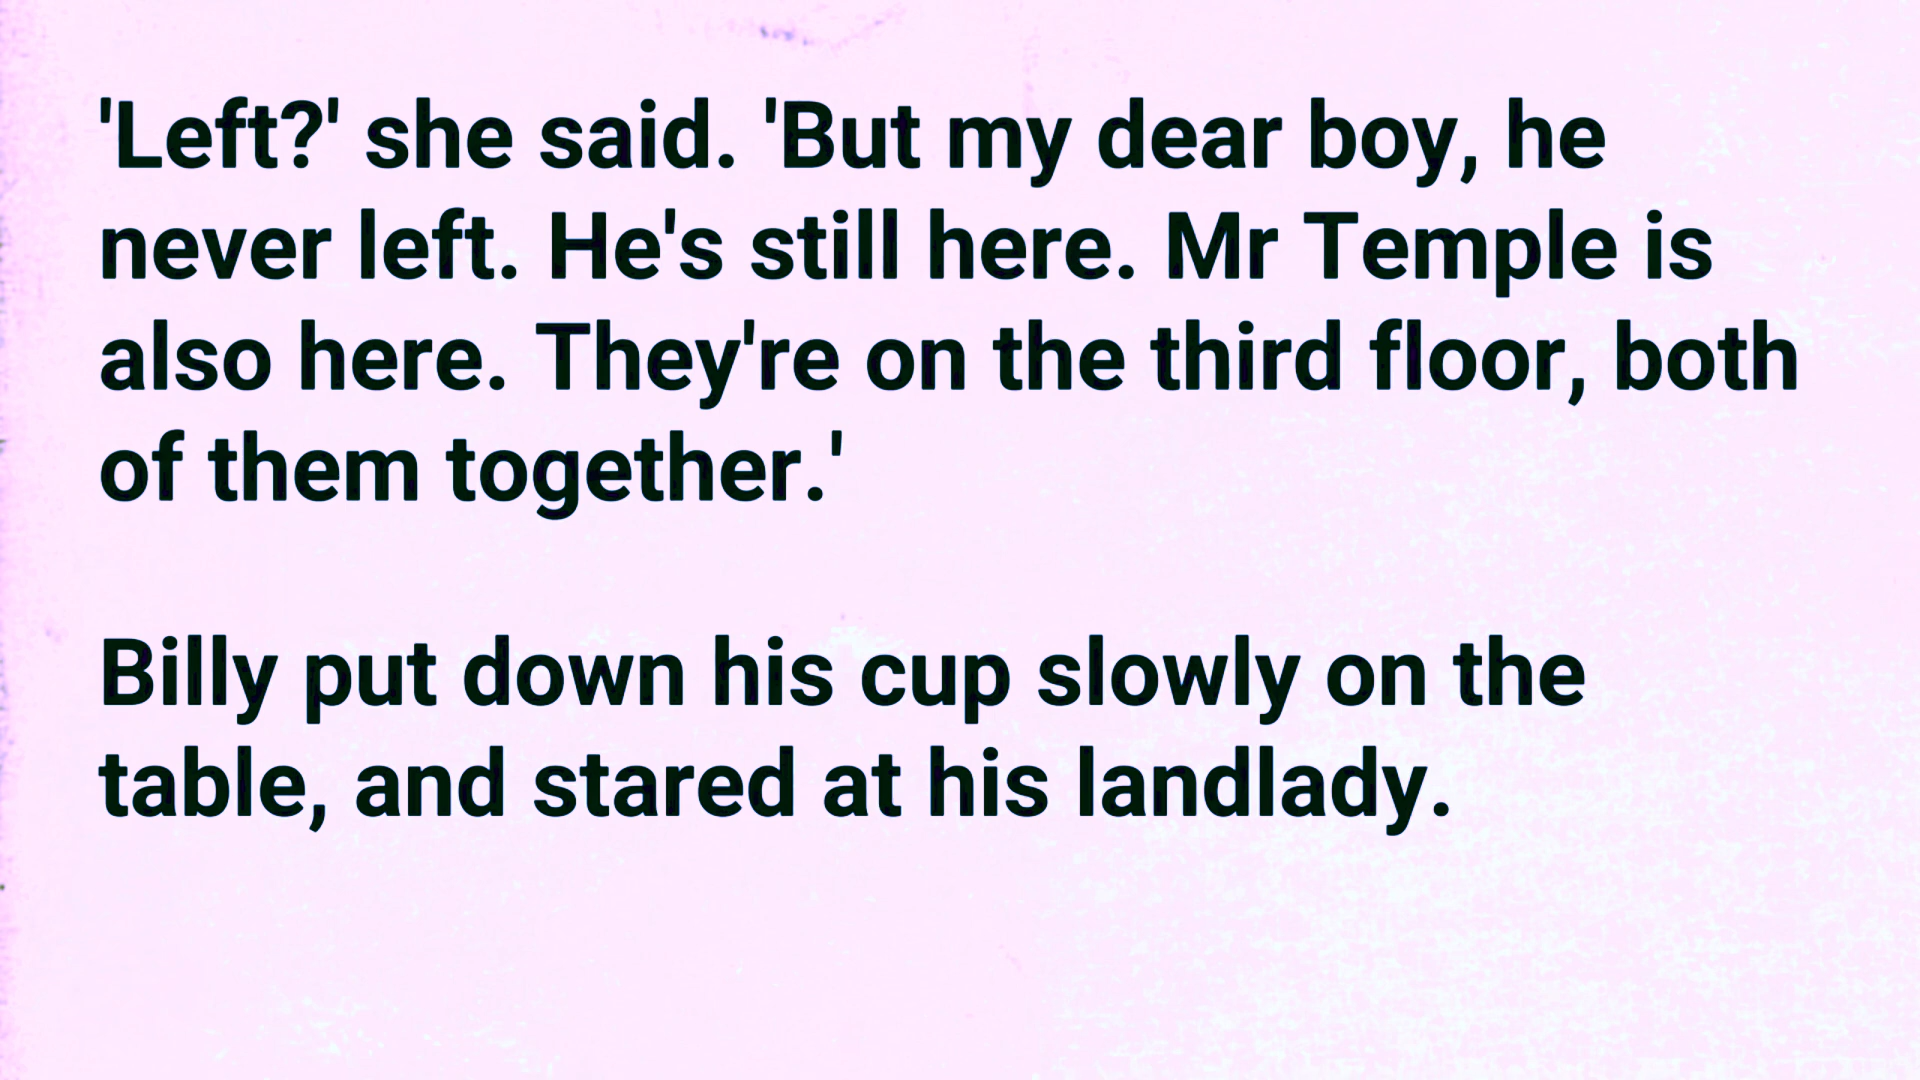 'Left?' she said. 'But my dear boy, he
never left. He's still here. Mr Temple is
also here. They're on the third floor, both
of them together.'
Billy put down his cup slowly on the
table, and stared at his landlady.